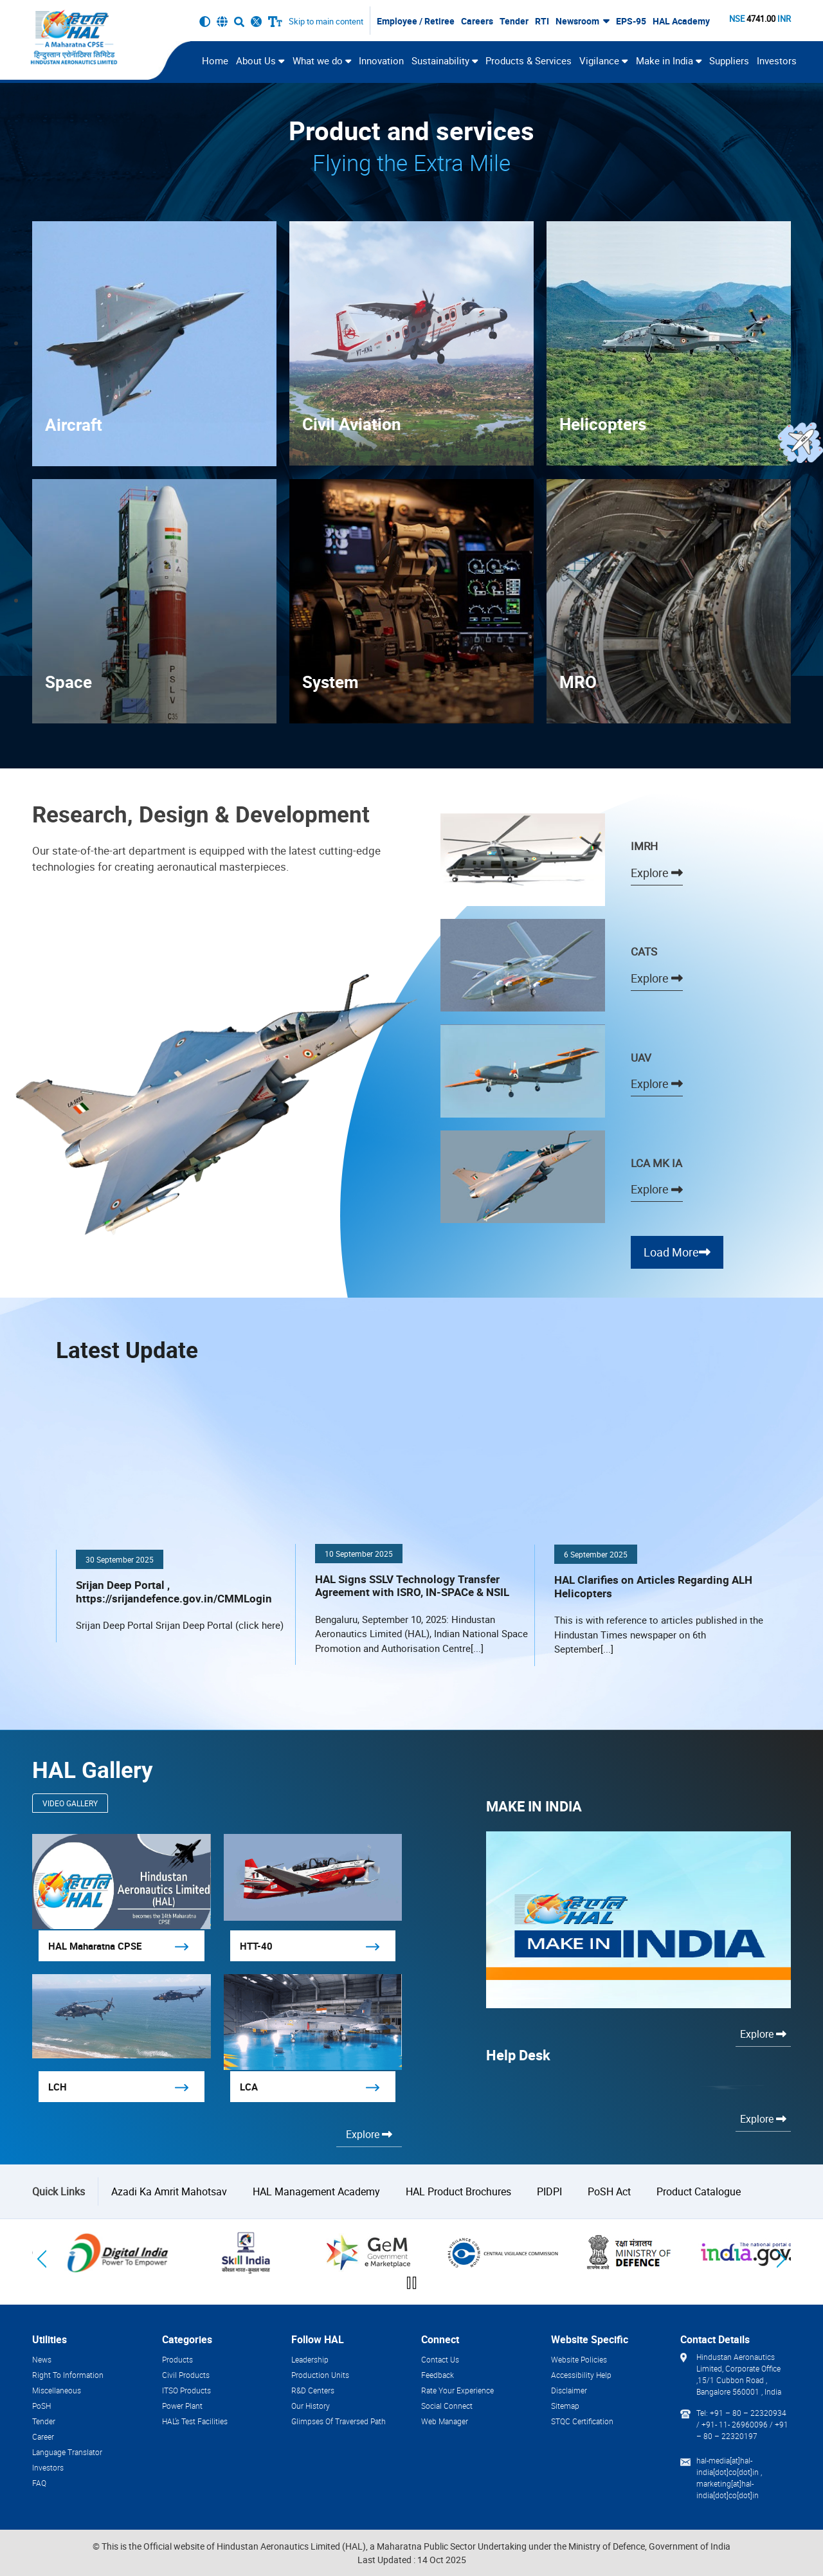 हिएएलि
HAL
A Maharatna CPSE
हिन्दुस्तान एरोनॉटिक्स लिमिटेड
HINDUSTAN AERONAUTICS LIMITED
Skip to main content
Employee / Retiree Careers Tender RTI Newsroom EPS-95 HAL Academy
NSE 4741.00 INR
Home About Us What we do Innovation Sustainability Products & Services Vigilance Make in India Suppliers Investors
Product and services
Flying the Extra Mile
Aircraft
Civil Aviation
Helicopters
Space
PSLV
System
MRO
Research, Design & Development
Our state-of-the-art department is equipped with the latest cutting-edge
technologies for creating aeronautical masterpieces.
IMRH
Explore
CATS
Explore
UAV
Explore
LCA MK IA
Explore
Load More
Latest Update
30 September 2025
Srijan Deep Portal ,
https://srijandefence.gov.in/CMMLogin
Srijan Deep Portal Srijan Deep Portal (click here)
10 September 2025
HAL Signs SSLV Technology Transfer
Agreement with ISRO, IN-SPACe & NSIL
Bengaluru, September 10, 2025: Hindustan
Aeronautics Limited (HAL), Indian National Space
Promotion and Authorisation Centre[...]
6 September 2025
HAL Clarifies on Articles Regarding ALH
Helicopters
This is with reference to articles published in the
Hindustan Times newspaper on 6th
September[...]
HAL Gallery
VIDEO GALLERY
HAL
Hindustan
Aeronautics Limited
(HAL)
becomes the 14th Maharatna
CPSE
HAL Maharatna CPSE
HTT-40
LCH
LCA
Explore
MAKE IN INDIA
HAL
MAKE IN INDIA
Explore
Help Desk
Explore
Quick Links Azadi Ka Amrit Mahotsav HAL Management Academy HAL Product Brochures PIDPI PoSH Act Product Catalogue
Digital India
Power To Empower
Skill India
कौशल भारत-कुशल भारत
GeM
Government
e Marketplace
CENTRAL VIGILANCE COMMISSION
रक्षा मंत्रालय
MINISTRY OF
DEFENCE
सत्यमेव जयते
The national portal
india.gov
Utilities
News
Right To Information
Miscellaneous
PoSH
Tender
Career
Language Translator
Investors
FAQ
Categories
Products
Civil Products
ITSO Products
Power Plant
HAL's Test Facilities
Follow HAL
Leadership
Production Units
R&D Centers
Our History
Glimpses Of Traversed Path
Connect
Contact Us
Feedback
Rate Your Experience
Social Connect
Web Manager
Website Specific
Website Policies
Accessibility Help
Disclaimer
Sitemap
STQC Certification
Contact Details
Hindustan Aeronautics
Limited, Corporate Office
,15/1 Cubbon Road ,
Bangalore 560001 , India
Tel: +91 – 80 – 22320934
/ +91- 11- 26960096 / +91
– 80 – 22320197
hal-media[at]hal-
india[dot]co[dot]in ,
marketing[at]hal-
india[dot]co[dot]in
© This is the Official website of Hindustan Aeronautics Limited (HAL), a Maharatna Public Sector Undertaking under the Ministry of Defence, Government of India
Last Updated : 14 Oct 2025